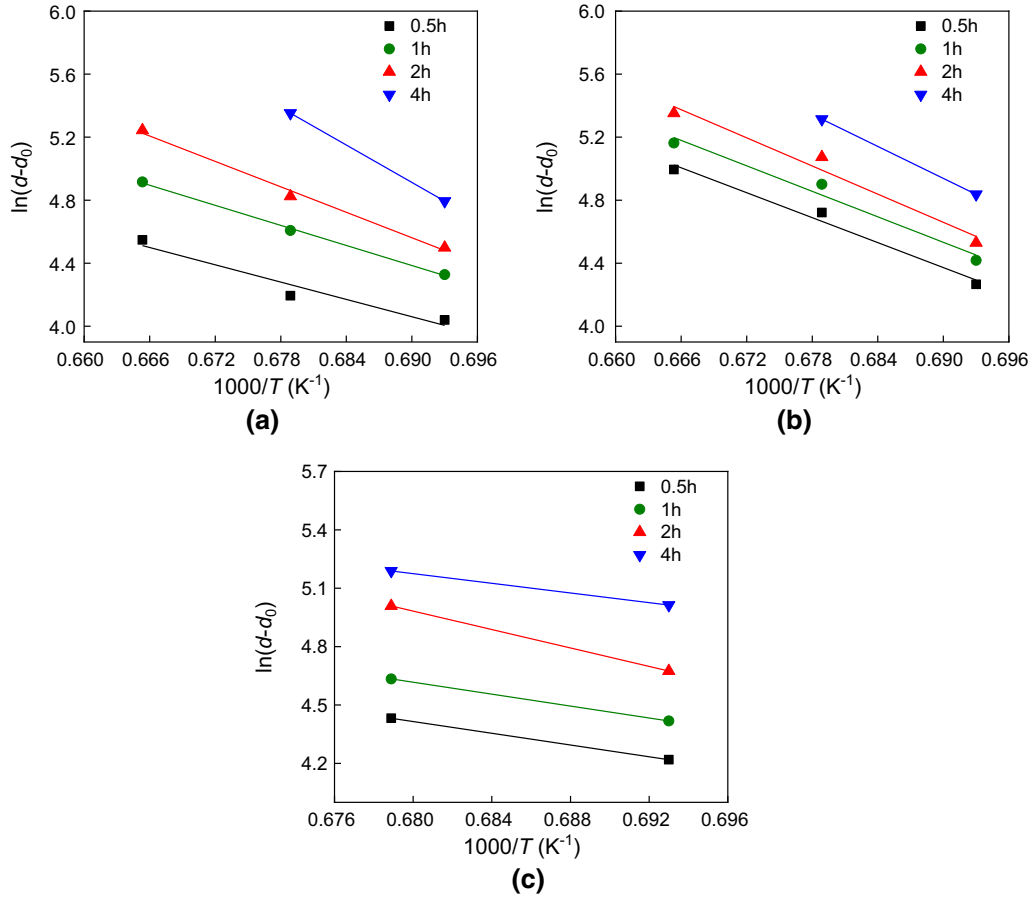 6.0
5.6
5.2
4.8
4.4
4.0
ln(d-d0)
0.5h
1h
2h
4h
0.660 0.666 0.672 0.678 0.684 0.690 0.696
1000/T (K-1)
(a)
6.0
5.6
5.2
4.8
4.4
4.0
ln(d-d0)
0.5h
1h
2h
4h
0.660 0.666 0.672 0.678 0.684 0.690 0.696
1000/T (K-1)
(b)
5.7
5.4
5.1
4.8
4.5
4.2
ln(d-d0)
0.5h
1h
2h
4h
0.676 0.680 0.684 0.688 0.692 0.696
1000/T (K-1)
(c)